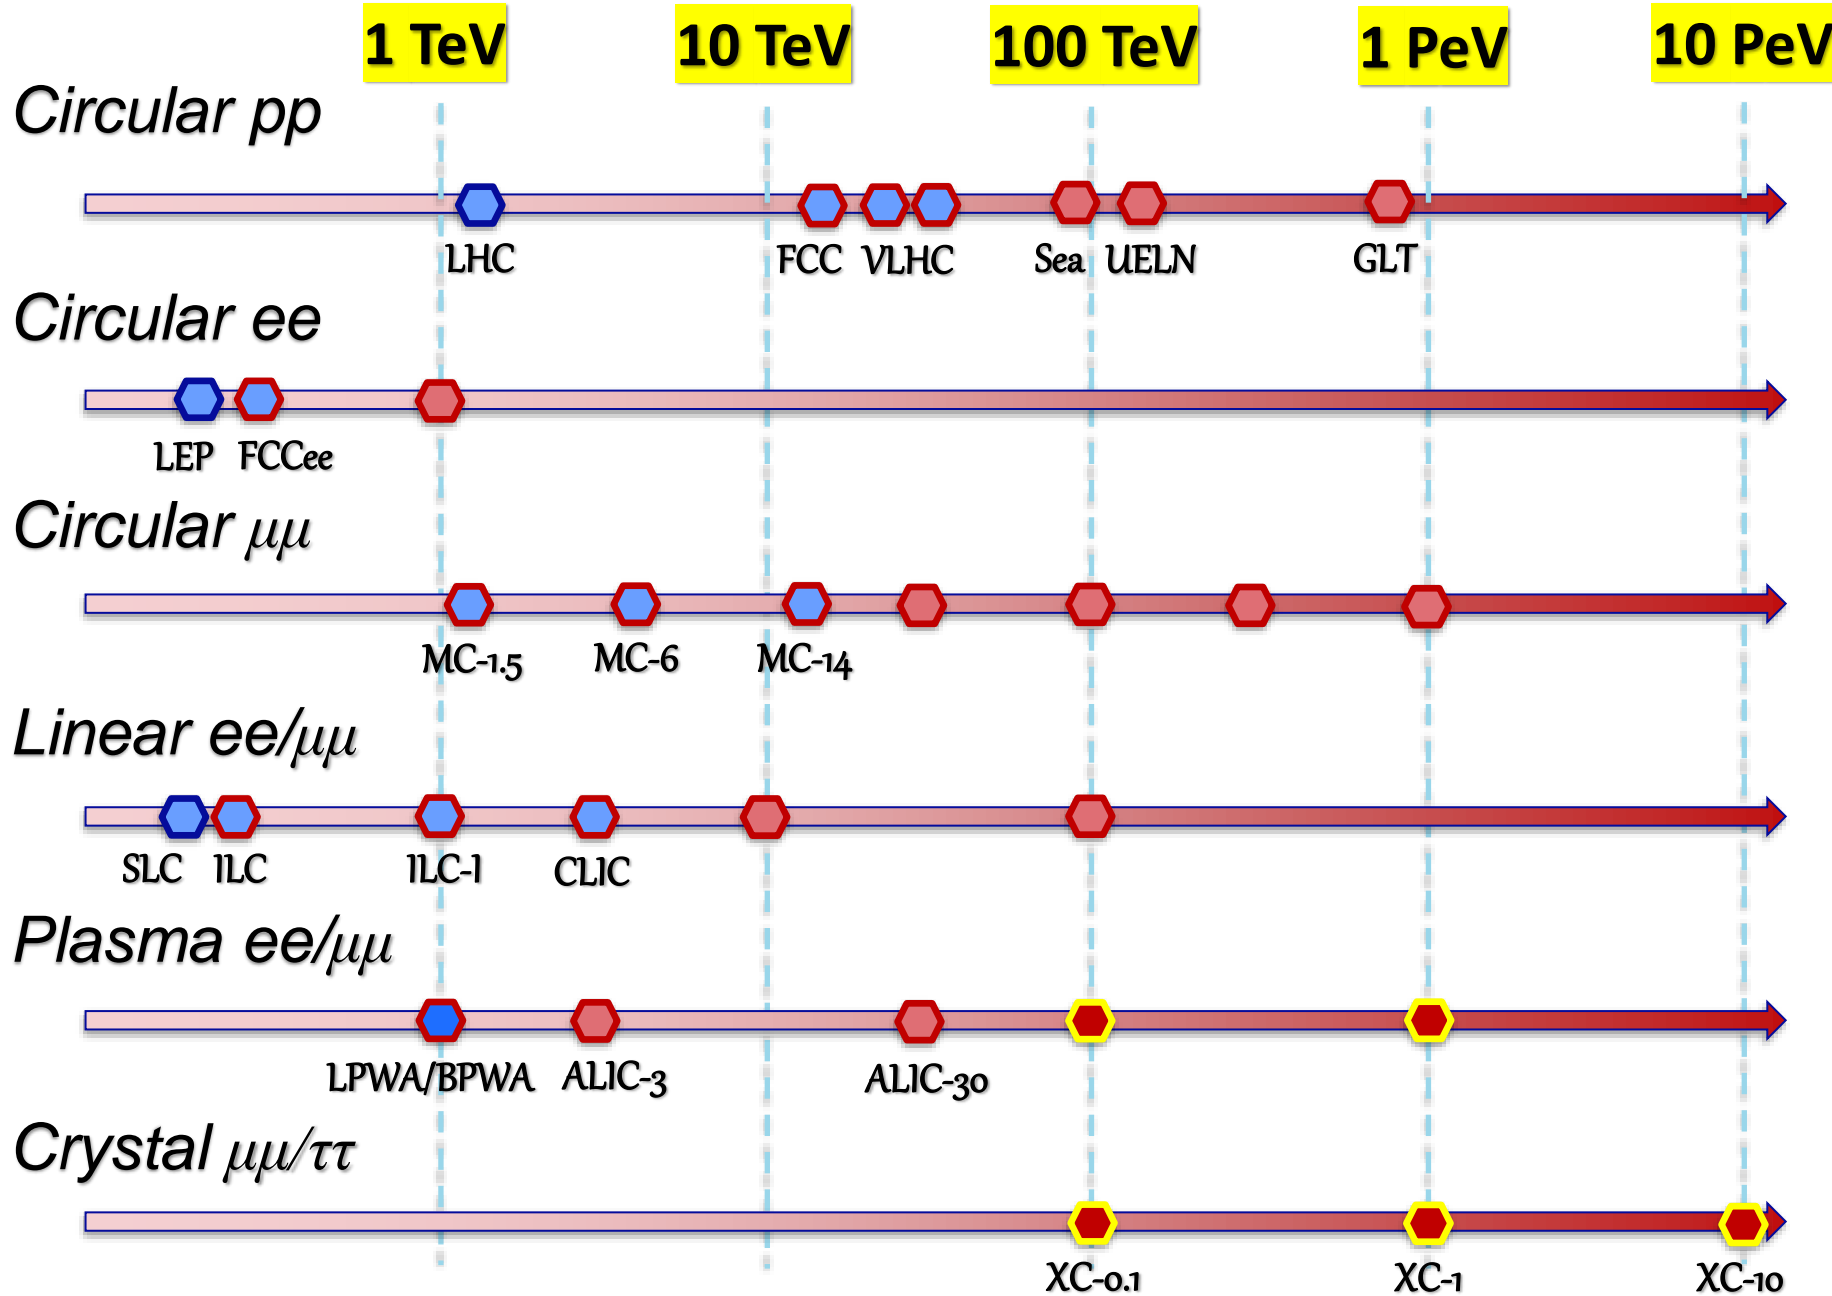 1 TeV 10 TeV 100 TeV 1 PeV 10 PeV
Circular pp
LHC FCC VLHC Sea UELN GLT
Circular ee
LEP FCCee
Circular μμ
MC-1.5 MC-6 MC-14
Linear ee/μμ
SLC ILC ILC-1 CLIC
Plasma ee/μμ
LPWA/BPWA ALIC-3 ALIC-30
Crystal μμ/ττ
XC-0.1 XC-1 XC-10